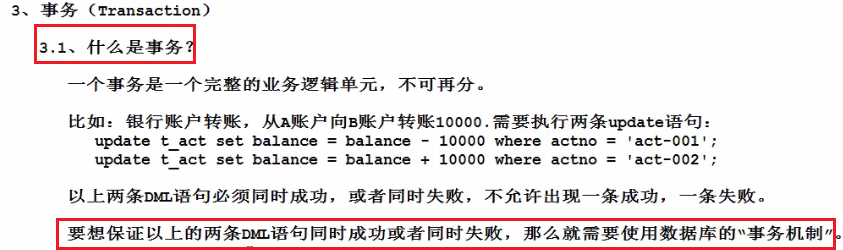 3、事务（Transaction）
3.1、什么是事务?
一个事务是一个完整的业务逻辑单元，不可再分。
比如：银行账户转账，从A账户向B账户转账10000.需要执行两条update语句：
update t_act set balance = balance - 10000 where actno = 'act-001';
update t_act set balance = balance + 10000 where actno = 'act-002';
以上两条DML语句必须同时成功，或者同时失败，不允许出现一条成功，一条失败。
要想保证以上的两条DML语句同时成功或者同时失败，那么就需要使用数据库的“事务机制”。